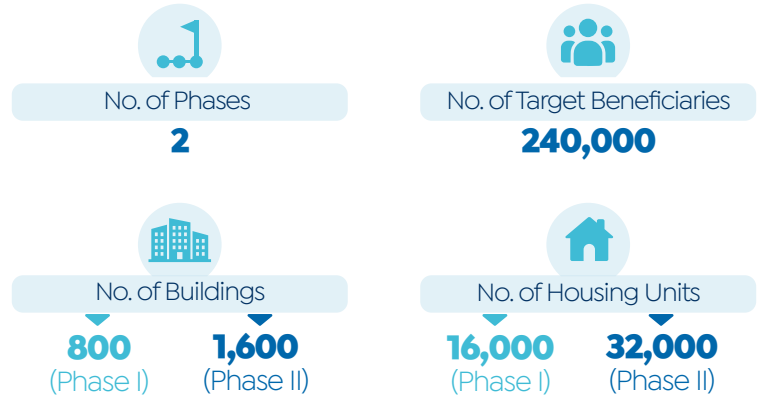 No. of Phases
2
No. of Target Beneficiaries
240,000
No. of Buildings
800
(Phase I)
1,600
(Phase II)
No. of Housing Units
16,000
(Phase I)
32,000
(Phase II)